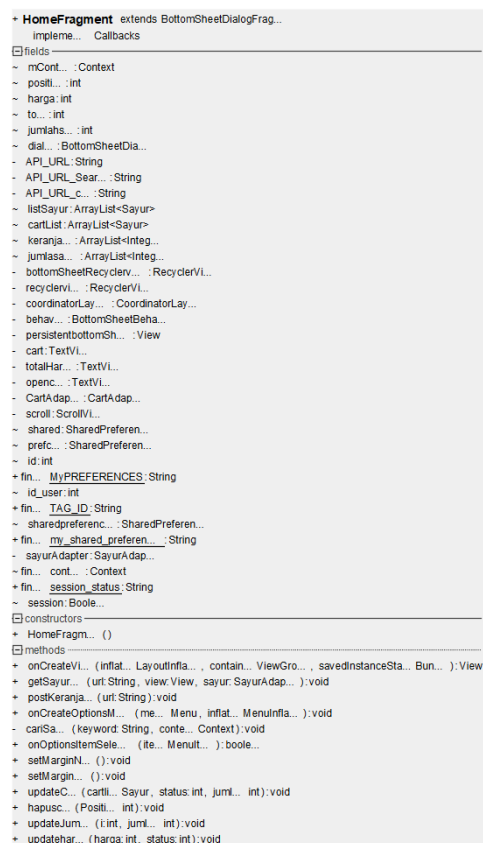 + HomeFragment extends BottomSheetDialogFrag...
impleme... Callbacks
fields
~ mCont... :Context
~ positi... :int
~ harga:int
~ to... :int
~ jumlahs... :int
~ dial... :BottomSheetDia...
- API_URL:String
- API_URL_Sear... :String
- API_URL_c... :String
~ listSayur:ArrayList<Sayur>
~ cartList:ArrayList<Sayur>
~ keranja... :ArrayList<Integ...
~ jumlasa... :ArrayList<Integ...
- bottomSheetRecyclerv... :RecyclerVi...
- recyclervi... :RecyclerVi...
- coordinatorLay... :CoordinatorLay...
- behav... :BottomSheetBeha...
- persistentbottomSh... :View
- cart:TextVi...
- totalHar... :TextVi...
- openc... :TextVi...
- CartAdap... :CartAdap...
- scroll:ScrollVi...
~ shared:SharedPreferen...
~ prefc... :SharedPreferen...
~ id:int
+ fin... MyPREFERENCES:String
~ id_user:int
+ fin... TAG_ID:String
~ sharedpreferenc... :SharedPreferen...
+ fin... my_shared_preferen... :String
- sayurAdapter:SayurAdap...
~ fin... cont... :Context
+ fin... session_status:String
~ session:Boole...
constructors
+ HomeFragm... ()
methods
+ onCreateVi... (inflat... LayoutInfla... , contain... ViewGro... , savedInstanceSta... Bun... ):View
+ getSayur... (url:String, view:View, sayur:SayurAdap... ):void
+ postKeranja... (url:String):void
+ onCreateOptionsM... (me... Menu, inflat... MenuInfla... ):void
- cariSa... (keyword:String, conte... Context):void
+ onOptionsItemSele... (ite... MenuIt... ):boole...
+ setMarginN... ():void
+ setMargin... ():void
+ updateC... (cartli... Sayur, status:int, juml... int):void
+ hapusc... (Positi... int):void
+ updateJum... (i:int, juml... int):void
+ updatehar... (harga:int, status:int):void